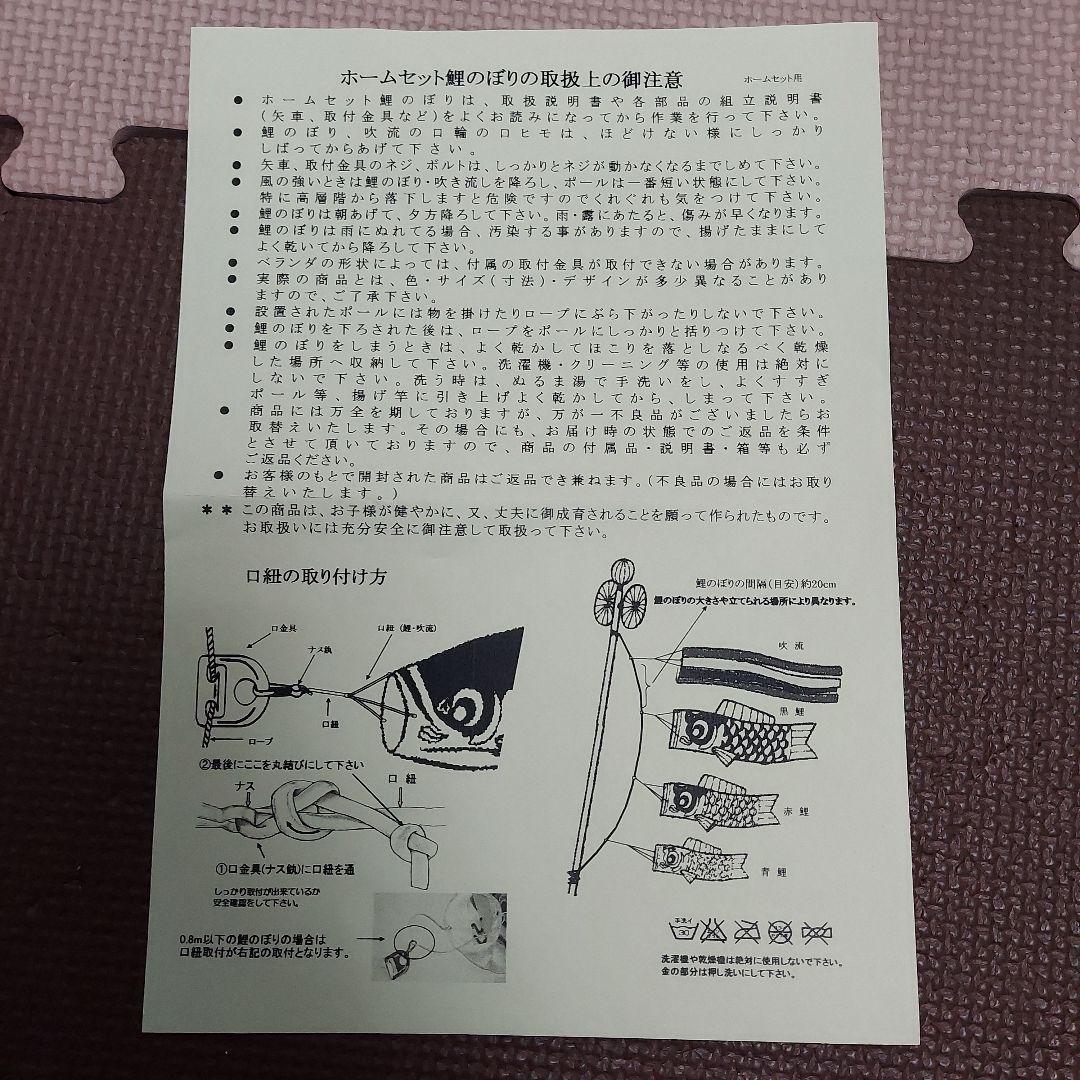 ホームセット鯉のぼりの取扱上の御注意
ホームセット用
● ホームセット鯉のぼりは、取扱説明書や各部品の組立説明書
(矢車、取付金具など)をよくお読みになってから作業を行って下さい。
● 鯉のぼり、吹流の口輪の口ヒモは、ほどけない様にしっかり
しばってからあげて下さい。
● 矢車、取付金具のネジ、ボルトは、しっかりとネジが動かなくなるまでしめて下さい。
● 風の強いときは鯉のぼり・吹き流しを降ろし、ポールは一番短い状態にして下さい。
特に高層階から落下しますと危険ですのでくれぐれも気をつけて下さい。
● 鯉のぼりは朝あげて、夕方降ろして下さい。雨・露にあたると、傷みが早くなります。
● 鯉のぼりは雨にぬれてる場合、汚染する事がありますので、揚げたままにして
よく乾いてから降ろして下さい。
● ベランダの形状によっては、付属の取付金具が取付できない場合があります。
● 実際の商品とは、色・サイズ(寸法)・デザインが多少異なることがあり
ますので、ご了承下さい。
● 設置されたポールには物を掛けたりロープにぶら下がったりしないで下さい。
● 鯉のぼりを下ろされた後は、ロープをポールにしっかりと括りつけて下さい。
● 鯉のぼりをしまうときは、よく乾かしてほこりを落としなるべく乾燥
した場所へ収納して下さい。洗濯機・クリーニング等の使用は絶対に
しないで下さい。洗う時は、ぬるま湯で手洗いをし、よくすすぎ
ポール等、揚げ竿に引き上げよく乾かしてから、しまって下さい。
● 商品には万全を期しておりますが、万が一不良品がございましたらお
取替えいたします。その場合にも、お届け時の状態でのご返品を条件
とさせて頂いておりますので、商品の付属品・説明書・箱等も必ず
ご返品ください。
● お客様のもとで開封された商品はご返品でき兼ねます。(不良品の場合にはお取り
替えいたします。)
** この商品は、お子様が健やかに、又、丈夫に御成育されることを願って作られたものです。
お取扱いには充分安全に御注意して取扱って下さい。
口紐の取り付け方
口金具
ナス鈎
口紐 (鯉・吹流)
口紐
ロープ
②最後にここを丸結びにして下さい
ナス
口 紐
①口金具(ナス鈎)に口紐を通
しっかり取付が出来ているか
安全確認をして下さい。
0.8m以下の鯉のぼりの場合は
口紐取付が右記の取付となります。
鯉のぼりの間隔(目安)約20cm
鯉のぼりの大きさや立てられる場所により異なります。
吹 流
黒 鯉
赤 鯉
青 鯉
手洗イ
30
洗濯機や乾燥機は絶対に使用しないで下さい。
金の部分は押し洗いにして下さい。